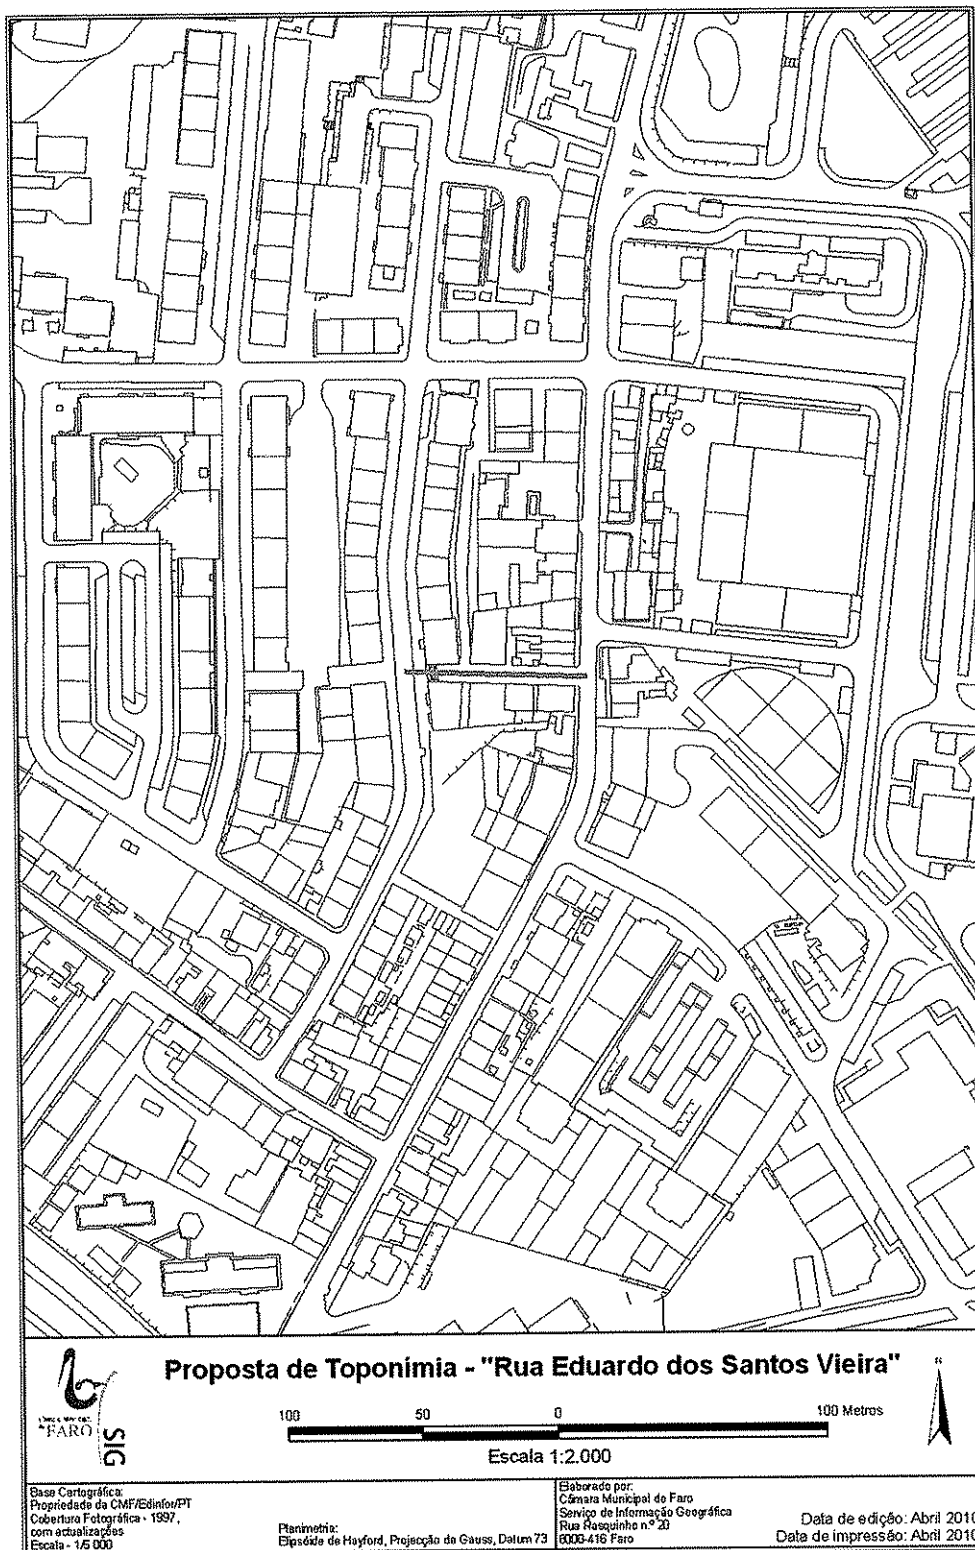 Proposta de Toponímia - "Rua Eduardo dos Santos Vieira"
100 50 0 100 Metros
Escala 1:2.000
N
FARO
SIG
Base Cartográfica:
Propriedade da CMF/Edinfor/PT
Cobertura Fotográfica - 1997,
com actualizações
Escala - 1/5 000
Planimetria:
Elipsóide de Hayford, Projecção de Gauss, Datum 73
Elaborado por:
Câmara Municipal de Faro
Serviço de Informação Geográfica
Rua Rasquinho n.º 20
8000-416 Faro
Data de edição: Abril 2010
Data de impressão: Abril 2010